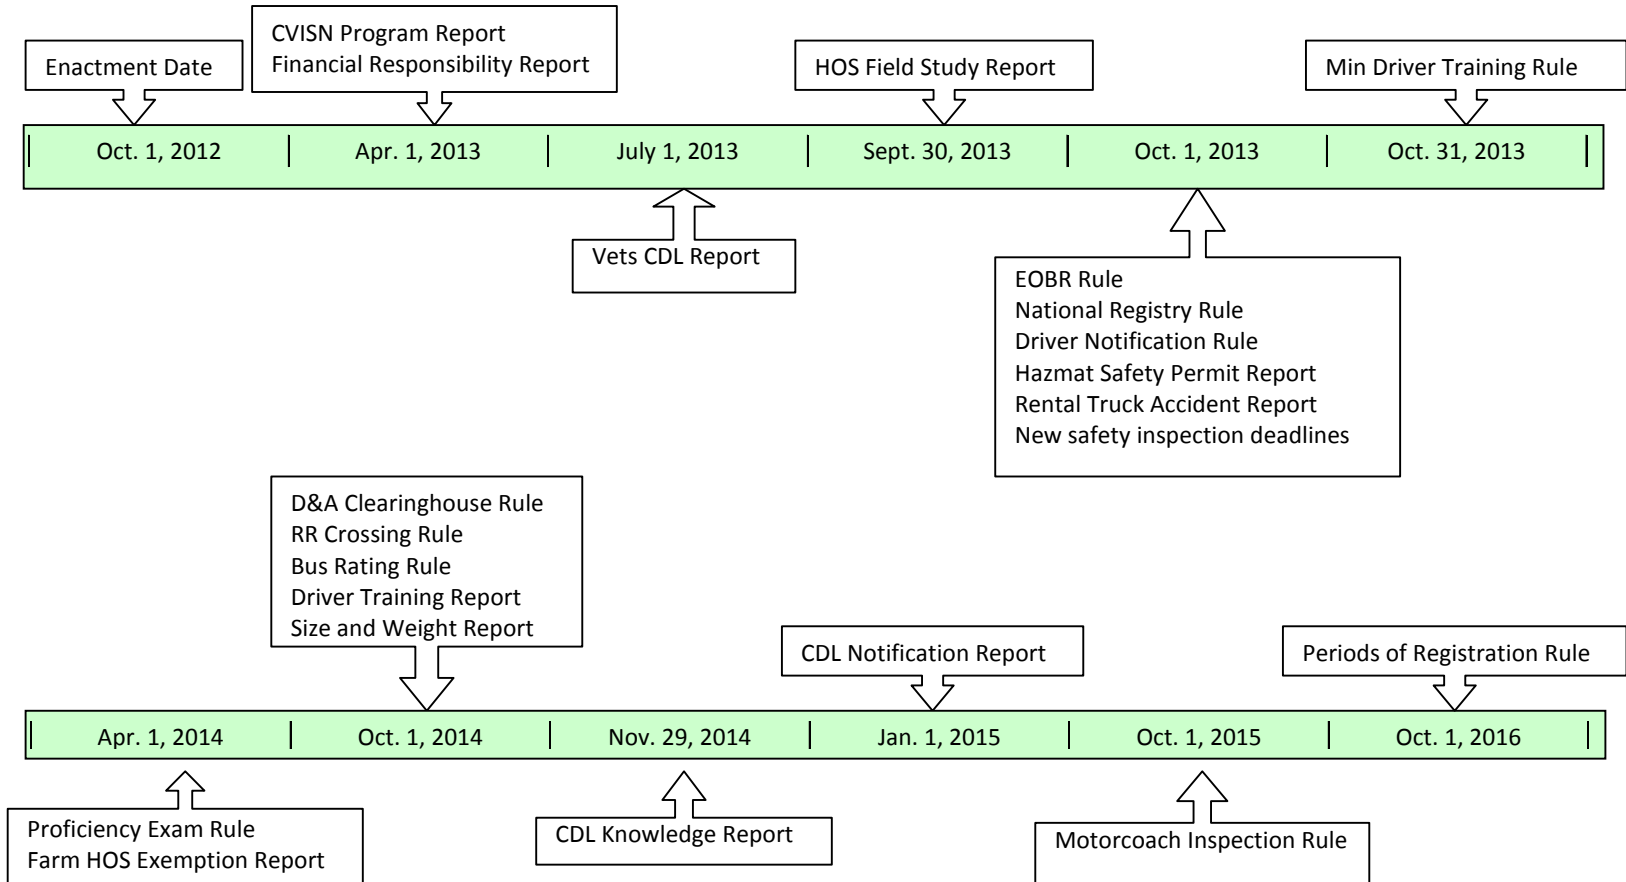 CVISN Program Report
Financial Responsibility Report
Enactment Date
HOS Field Study Report
Min Driver Training Rule
Oct. 1, 2012
Apr. 1, 2013
July 1, 2013
Sept. 30, 2013
Oct. 1, 2013
Oct. 31, 2013
Vets CDL Report
EOBR Rule
National Registry Rule
Driver Notification Rule
Hazmat Safety Permit Report
Rental Truck Accident Report
New safety inspection deadlines
D&A Clearinghouse Rule
RR Crossing Rule
Bus Rating Rule
Driver Training Report
Size and Weight Report
CDL Notification Report
Periods of Registration Rule
Apr. 1, 2014
Oct. 1, 2014
Nov. 29, 2014
Jan. 1, 2015
Oct. 1, 2015
Oct. 1, 2016
Proficiency Exam Rule
Farm HOS Exemption Report
CDL Knowledge Report
Motorcoach Inspection Rule